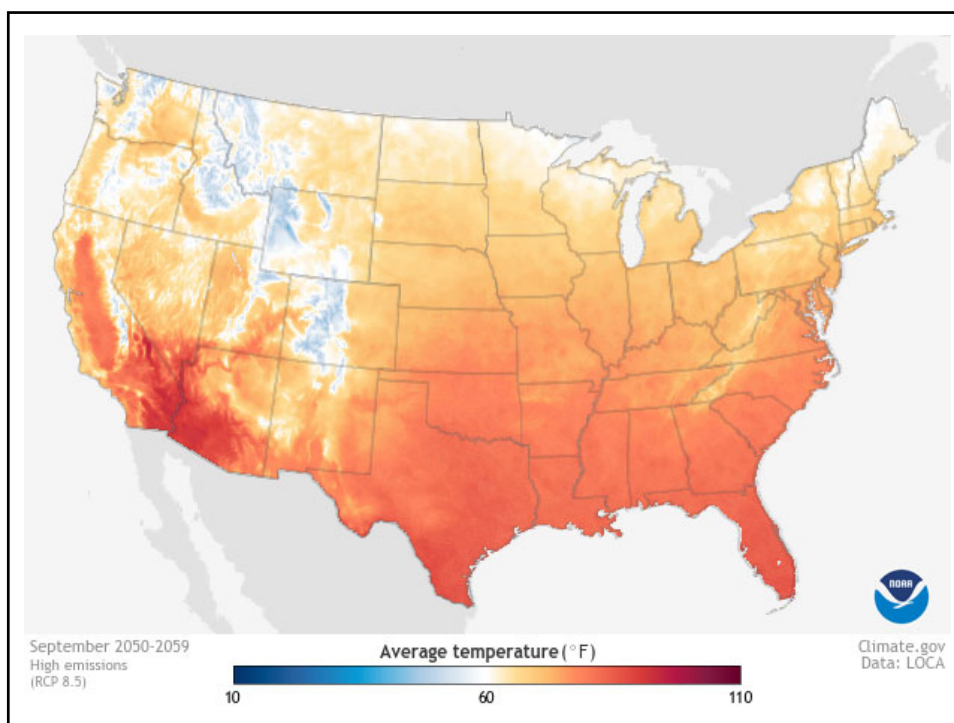 NOAA
September 2050-2059
High emissions
(RCP 8.5)
Average temperature (°F)
10
60
110
Climate.gov
Data: LOCA